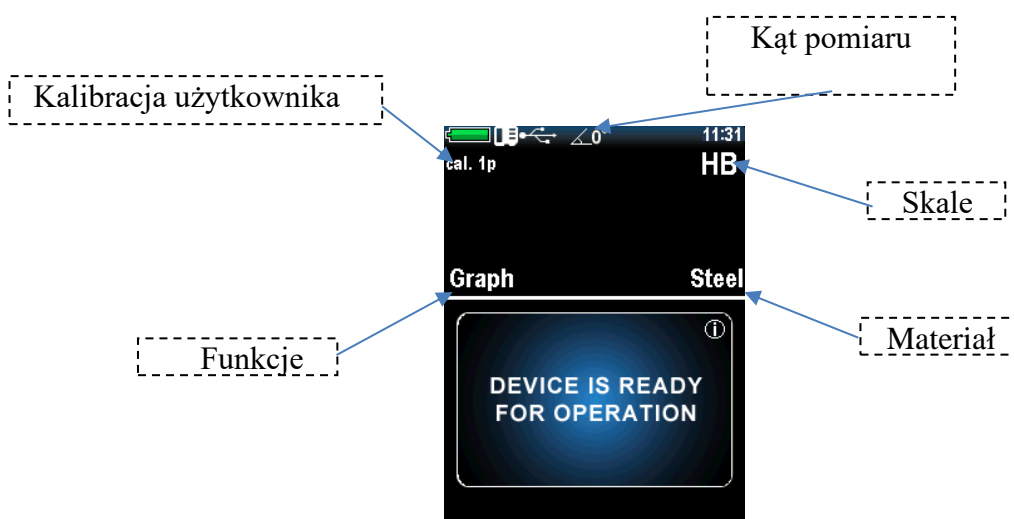 Kąt pomiaru
Kalibracja użytkownika
0° 11:31
cal. 1p HB
Skale
Graph Steel
Materiał
Funkcje
DEVICE IS READY
FOR OPERATION